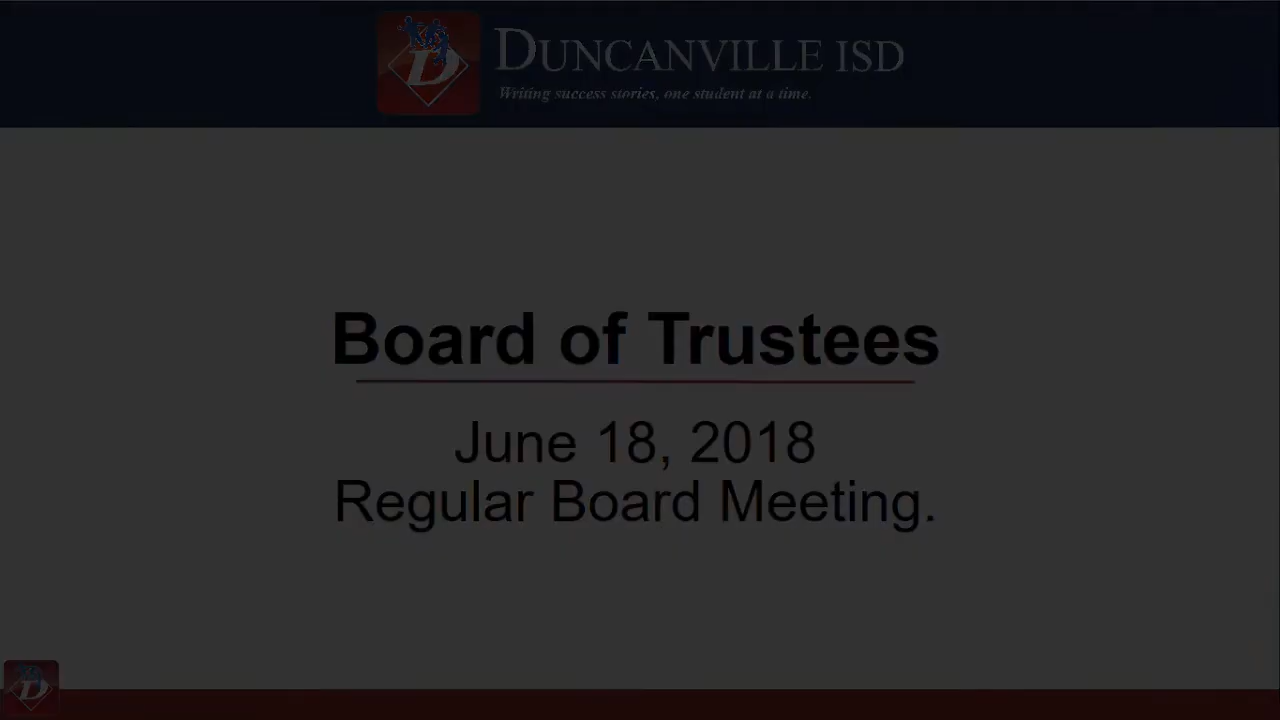 DUNCANVILLE ISD
Writing success stories, one student at a time.
D
Board of Trustees
June 18, 2018
Regular Board Meeting.
D